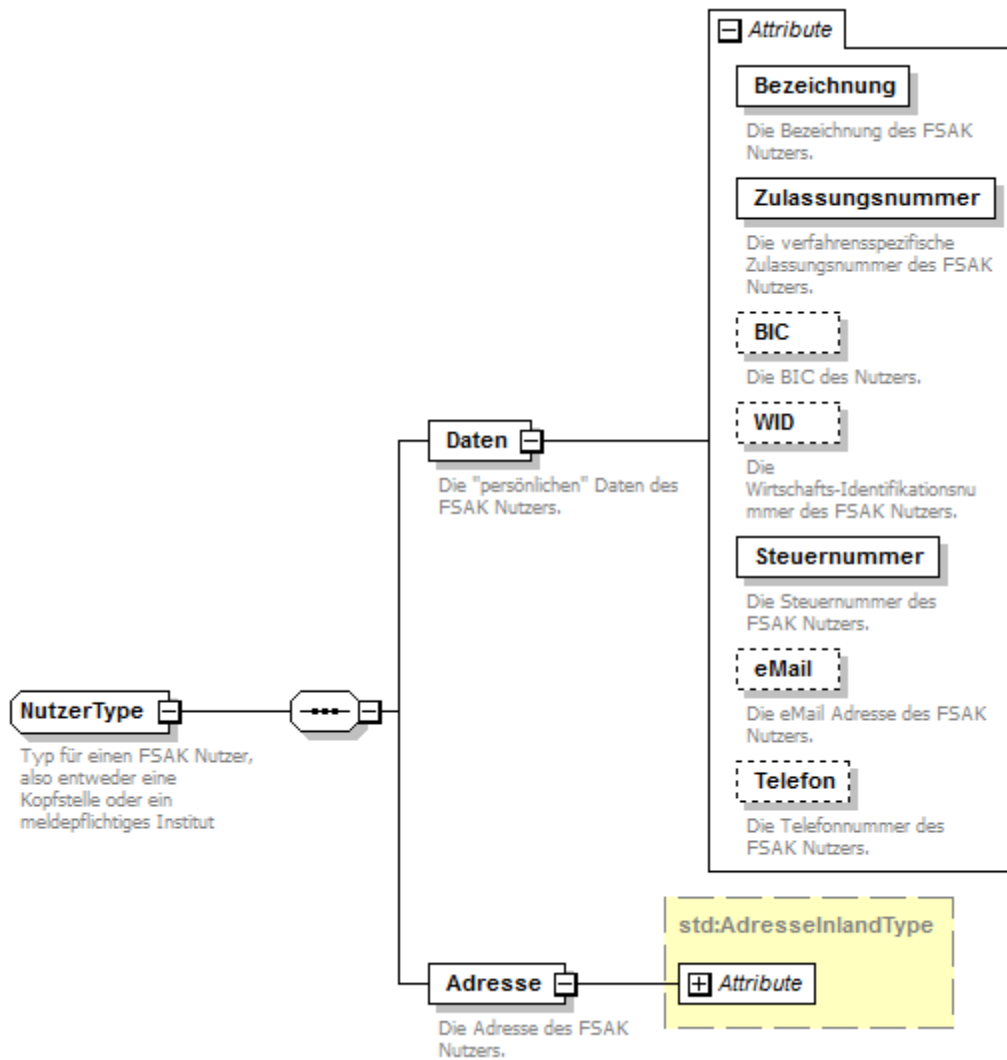 Attribute
Bezeichnung
Die Bezeichnung des FSAK
Nutzers.
Zulassungsnummer
Die verfahrensspezifische
Zulassungsnummer des FSAK
Nutzers.
BIC
Die BIC des Nutzers.
WID
Die
Wirtschafts-Identifikationsnu
mmer des FSAK Nutzers.
Steuernummer
Die Steuernummer des
FSAK Nutzers.
eMail
Die eMail Adresse des FSAK
Nutzers.
Telefon
Die Telefonnummer des
FSAK Nutzers.
Daten
Die "persönlichen" Daten des
FSAK Nutzers.
NutzerType
Typ für einen FSAK Nutzer,
also entweder eine
Kopfstelle oder ein
meldepflichtiges Institut
std:AdresseInlandType
Adresse
Attribute
Die Adresse des FSAK
Nutzers.